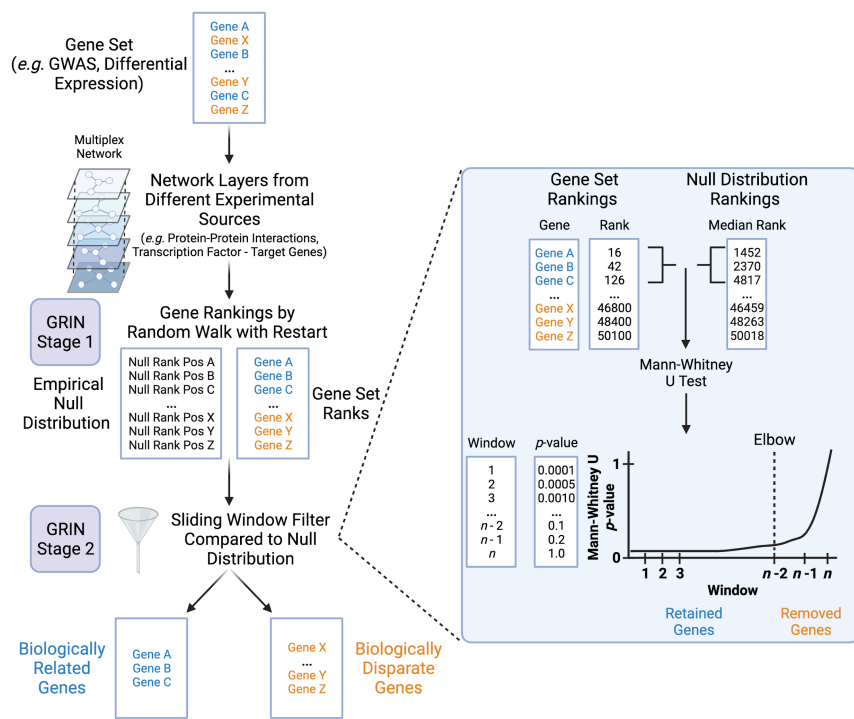 Gene Set
(e.g. GWAS, Differential
Expression)
Gene A
Gene X
Gene B
...
Gene Y
Gene C
Gene Z
Multiplex
Network
Network Layers from
Different Experimental
Sources
(e.g. Protein-Protein Interactions,
Transcription Factor - Target Genes)
GRIN
Stage 1
Gene Rankings by
Random Walk with Restart
Empirical
Null
Distribution
Null Rank Pos A
Null Rank Pos B
Null Rank Pos C
...
Null Rank Pos X
Null Rank Pos Y
Null Rank Pos Z
Gene A
Gene B
Gene C
...
Gene X
Gene Y
Gene Z
Gene Set
Ranks
GRIN
Stage 2
Sliding Window Filter
Compared to Null
Distribution
Biologically
Related
Genes
Gene A
Gene B
Gene C
Gene X
...
Gene Y
Gene Z
Biologically
Disparate
Genes
Gene Set
Rankings
Null Distribution
Rankings
Gene
Rank
Median Rank
Gene A
Gene B
Gene C
...
Gene X
Gene Y
Gene Z
16
42
126
...
46800
48400
50100
1452
2370
4817
...
46459
48263
50018
Mann-Whitney
U Test
Window
p-value
1
2
3
...
n - 2
n - 1
n
0.0001
0.0005
0.0010
...
0.1
0.2
1.0
Elbow
Mann-Whitney U
p-value
1
0
1 2 3 n -2 n -1 n
Window
Retained
Genes
Removed
Genes